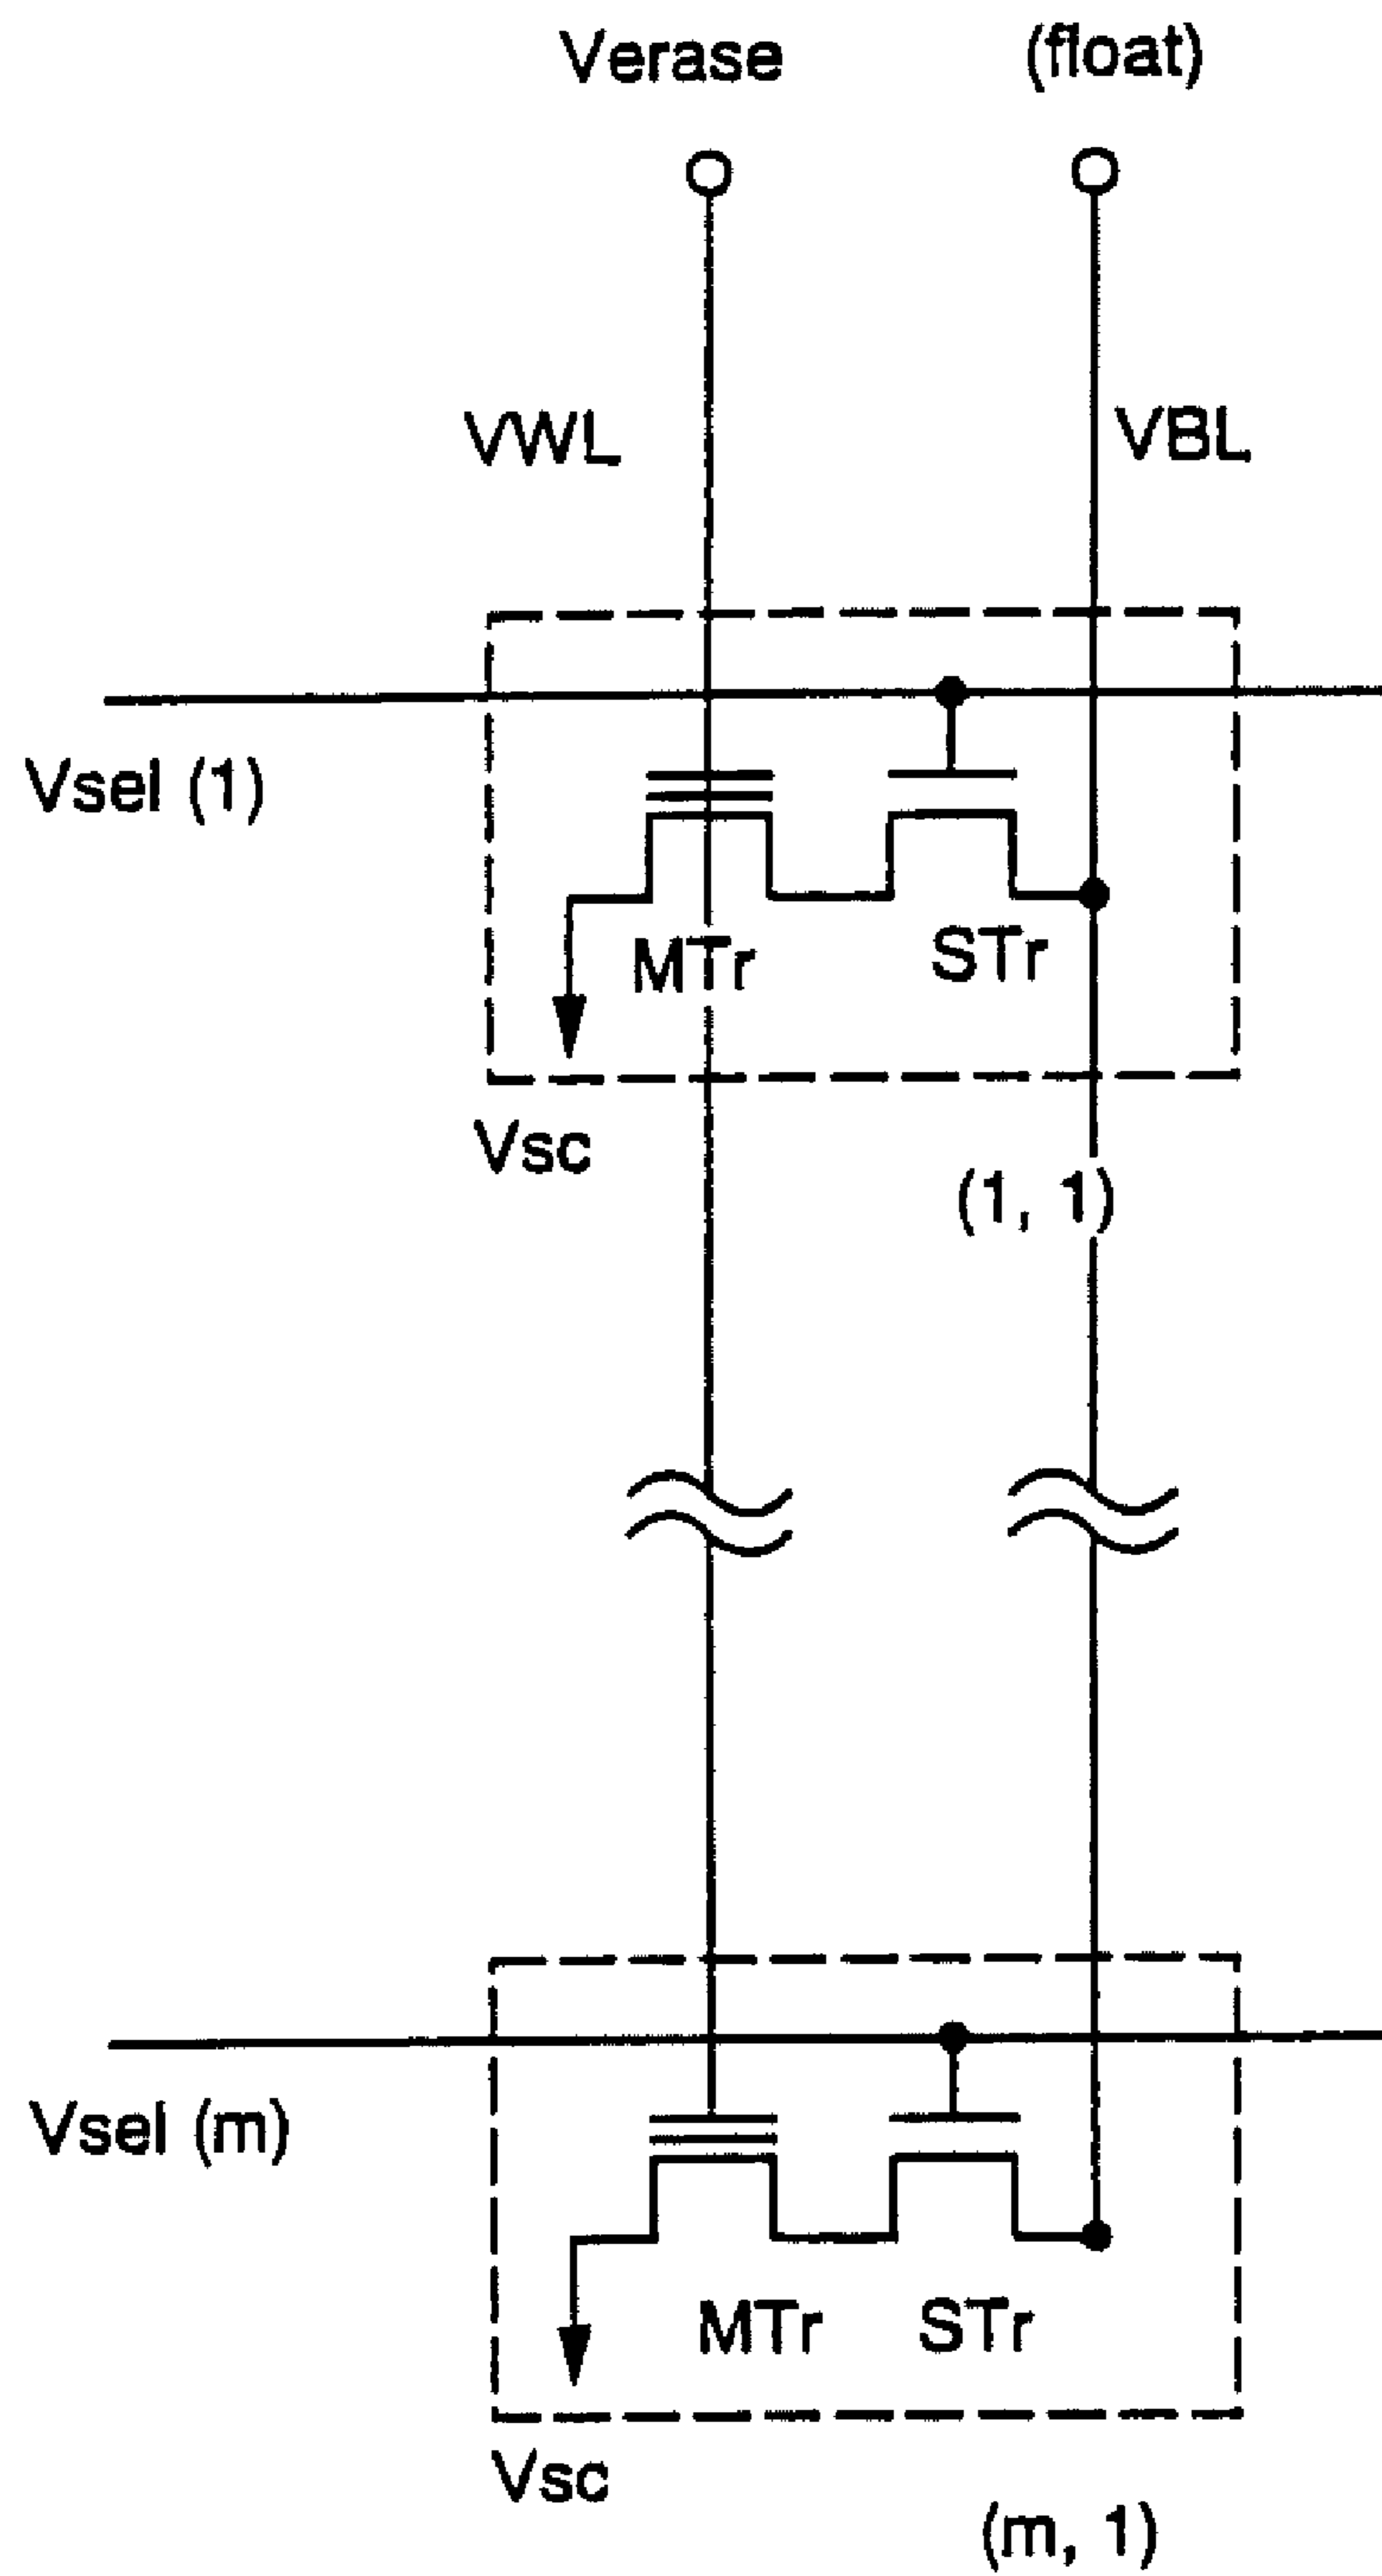 Verase (float)
VWL VBL
Vsel (1)
MTr STr
Vsc
(1, 1)
Vsel (m)
MTr STr
Vsc
(m, 1)